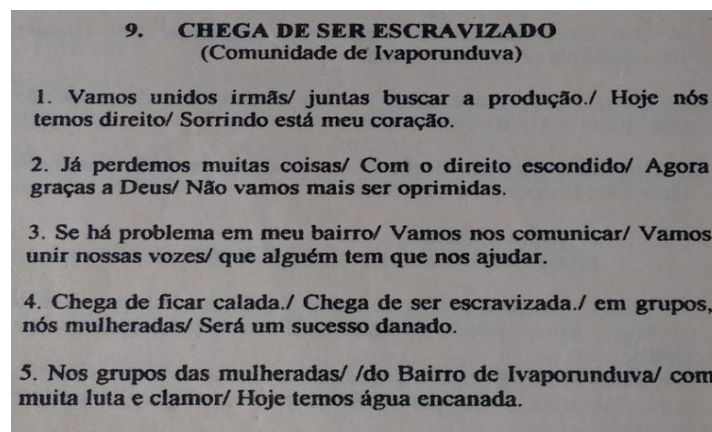 9. CHEGA DE SER ESCRAVIZADO
(Comunidade de Ivaporunduva)
1. Vamos unidos irmãs/ juntas buscar a produção./ Hoje nós
temos direito/ Sorrindo está meu coração.
2. Já perdemos muitas coisas/ Com o direito escondido/ Agora
graças a Deus/ Não vamos mais ser oprimidas.
3. Se há problema em meu bairro/ Vamos nos comunicar/ Vamos
unir nossas vozes/ que alguém tem que nos ajudar.
4. Chega de ficar calada./ Chega de ser escravizada./ em grupos,
nós mulheradas/ Será um sucesso danado.
5. Nos grupos das mulheradas/ /do Bairro de Ivaporunduva/ com
muita luta e clamor/ Hoje temos água encanada.